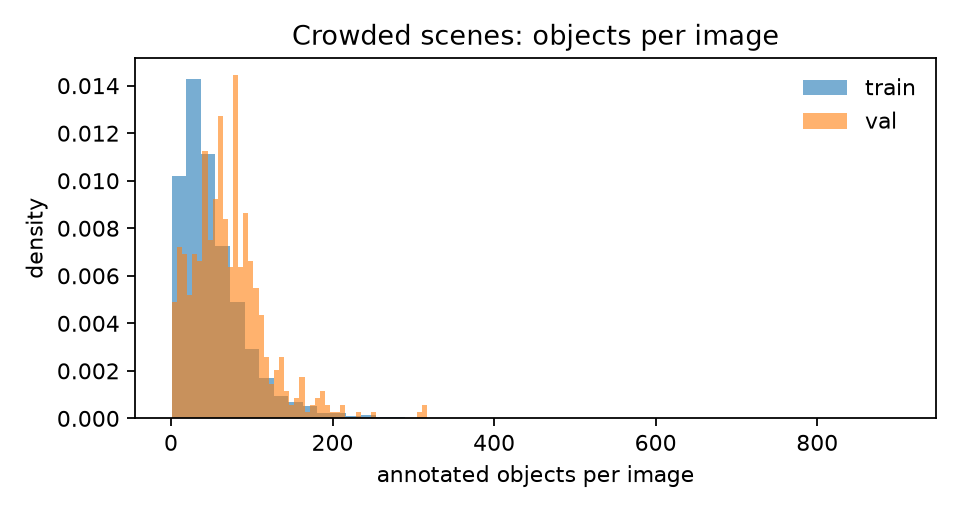 Crowded scenes: objects per image
train
val
density
0.014
0.012
0.010
0.008
0.006
0.004
0.002
0.000
0
200
400
600
800
annotated objects per image